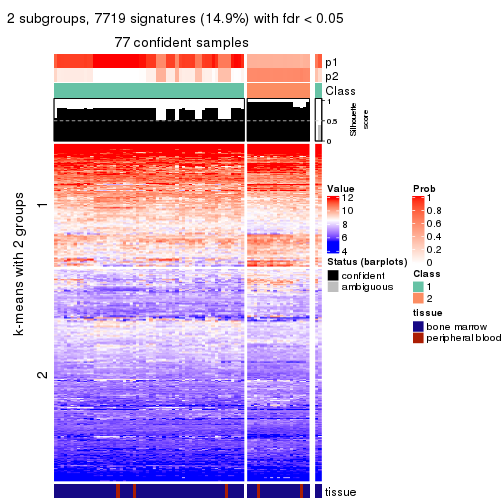 2 subgroups, 7719 signatures (14.9%) with fdr < 0.05
77 confident samples
p1
p2
Class
1
0.5
0
Silhouette
score
k-means with 2 groups
1
2
Value
12
10
8
6
4
Status (barplots)
confident
ambiguous
Prob
1
0.8
0.6
0.4
0.2
0
Class
1
2
tissue
bone marrow
peripheral blood
tissue